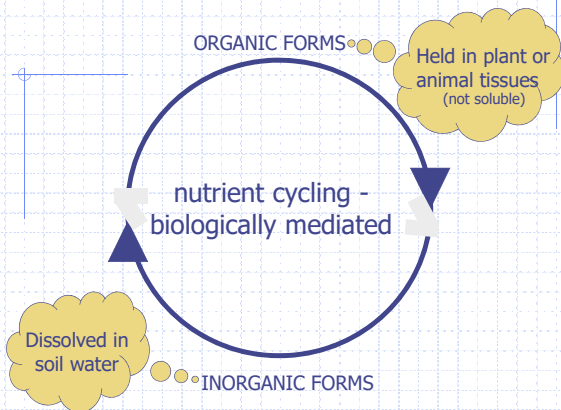 ORGANIC FORMS
Held in plant or
animal tissues
(not soluble)
nutrient cycling -
biologically mediated
Dissolved in
soil water
INORGANIC FORMS